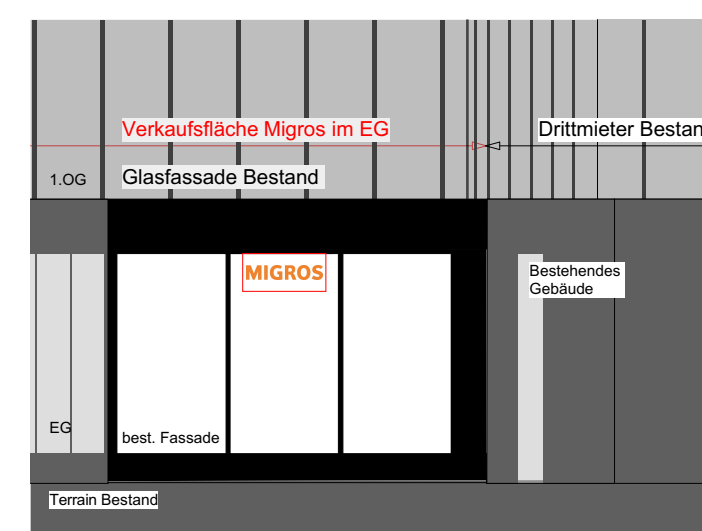 Verkaufsfläche Migros im EG
Drittmieter Bestan
1.OG
Glasfassade Bestand
MIGROS
Bestehendes
Gebäude
EG
best. Fassade
Terrain Bestand